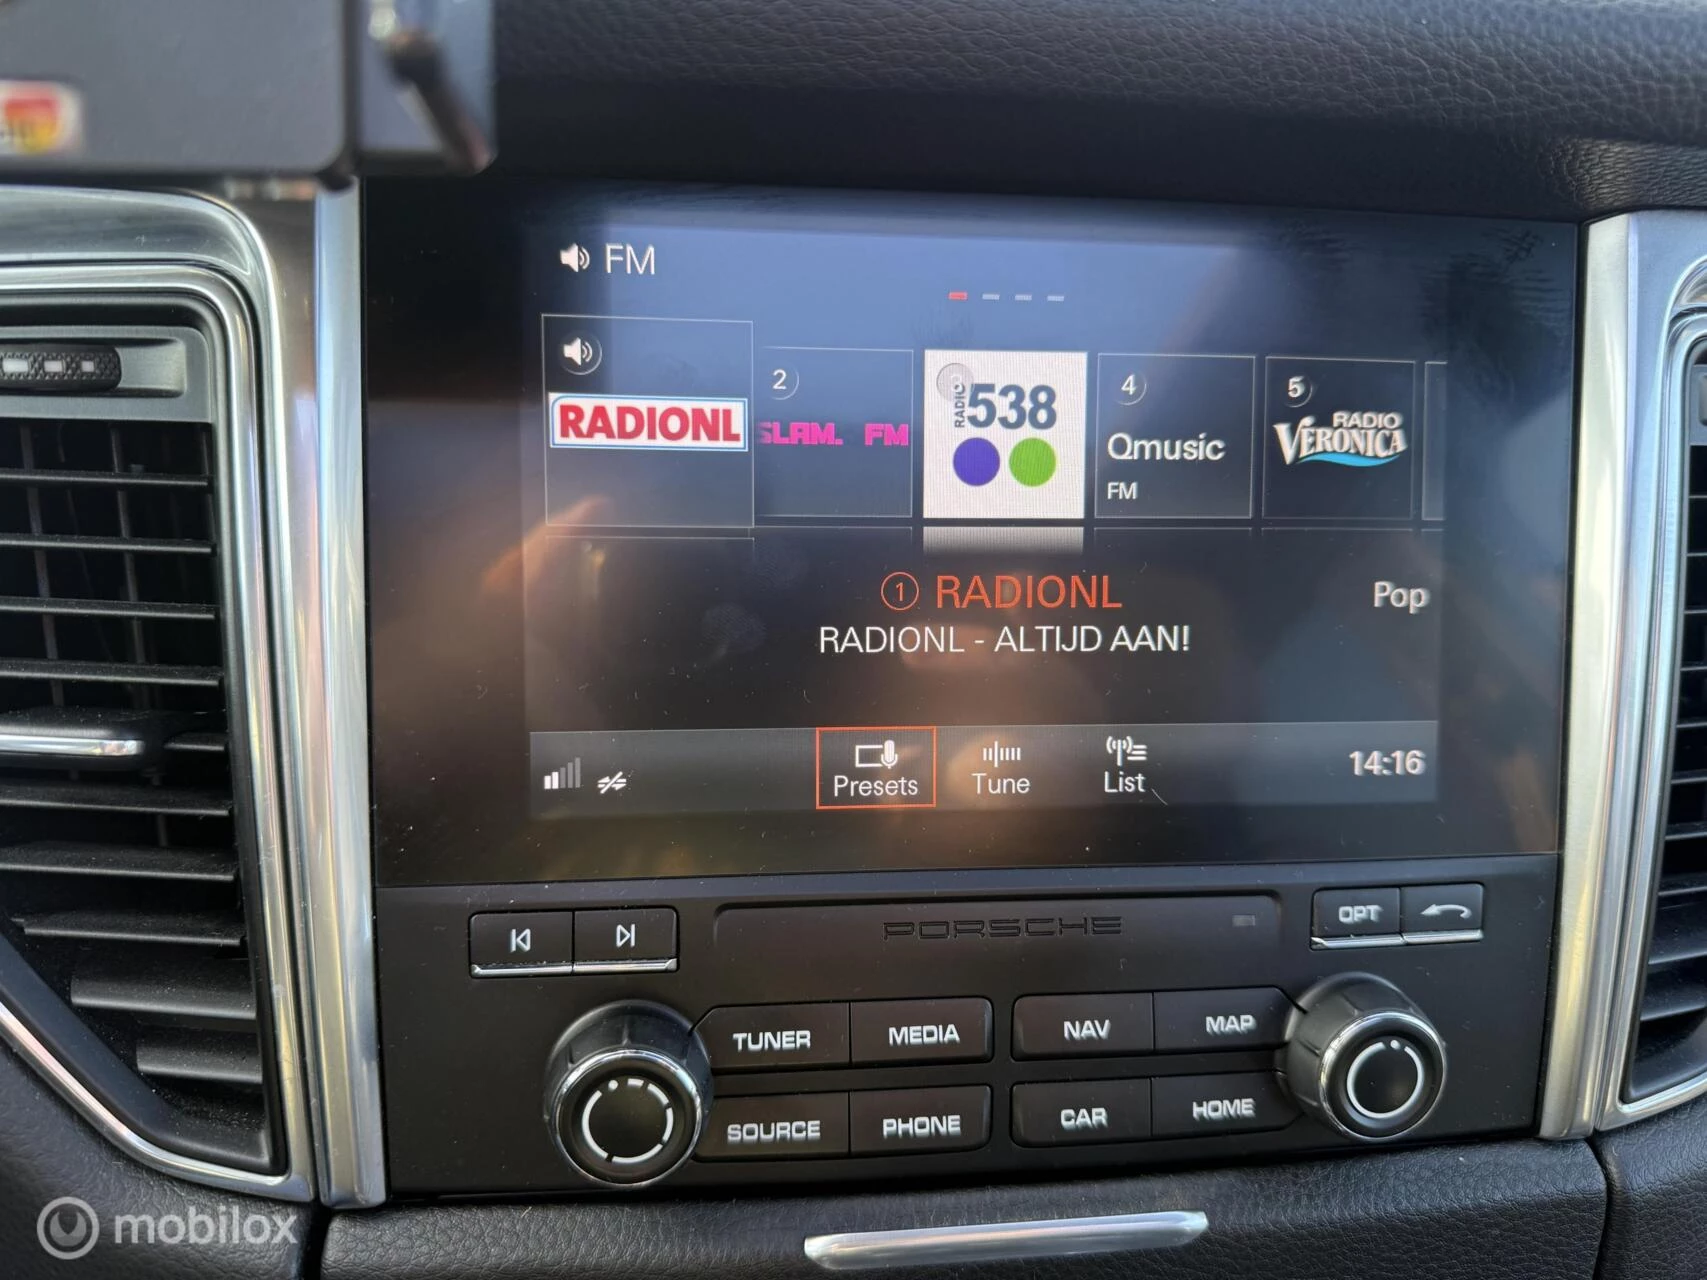 FM
RADIONL
2
SLAM. FM
RADIO 538
4
Qmusic
FM
5
RADIO
VERONICA
1 RADIONL
Pop
RADIONL - ALTIJD AAN!
Presets
Tune
List
14:16
PORSCHE
OPT
TUNER
MEDIA
NAV
MAP
SOURCE
PHONE
CAR
HOME
mobilox